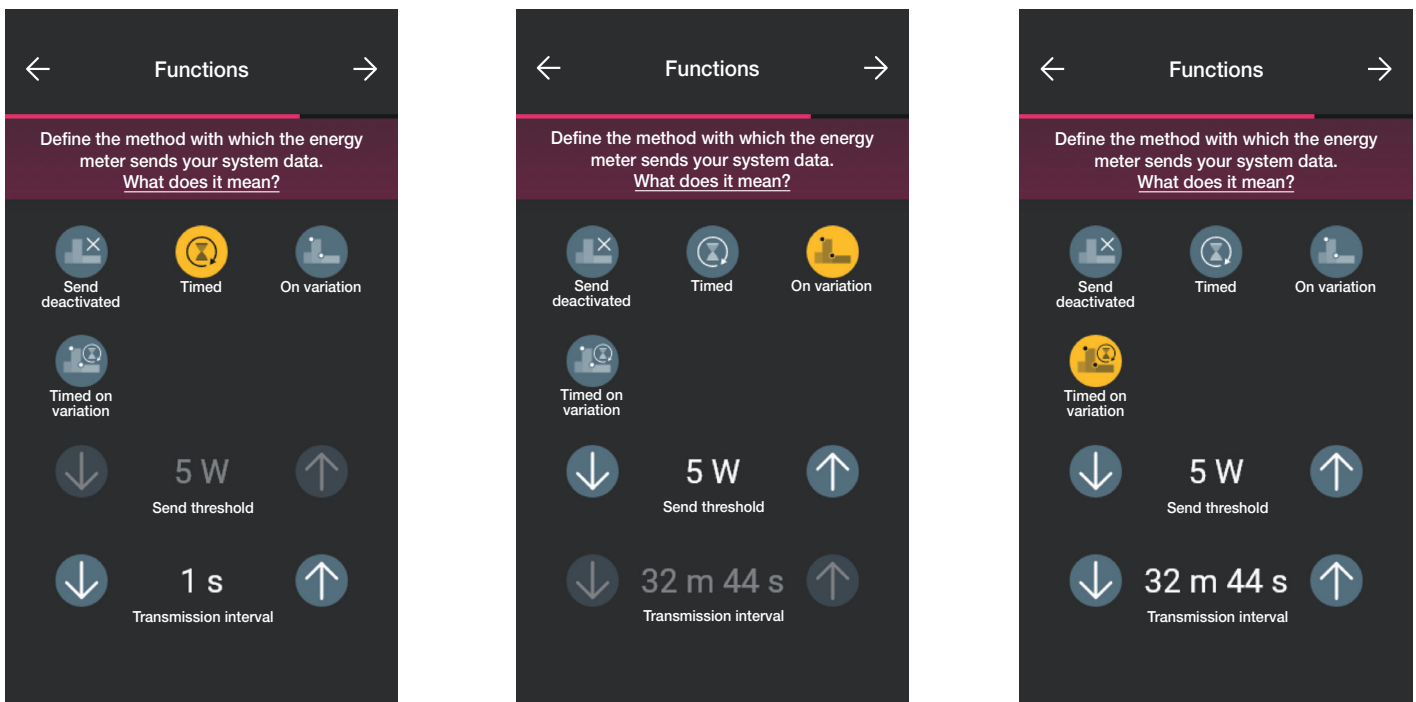 Functions
Define the method with which the energy
meter sends your system data.
What does it mean?
Send
deactivated
Timed
On variation
Timed on
variation
5 W
Send threshold
1 s
Transmission interval
Functions
Define the method with which the energy
meter sends your system data.
What does it mean?
Send
deactivated
Timed
On variation
Timed on
variation
5 W
Send threshold
32 m 44 s
Transmission interval
Functions
Define the method with which the energy
meter sends your system data.
What does it mean?
Send
deactivated
Timed
On variation
Timed on
variation
5 W
Send threshold
32 m 44 s
Transmission interval